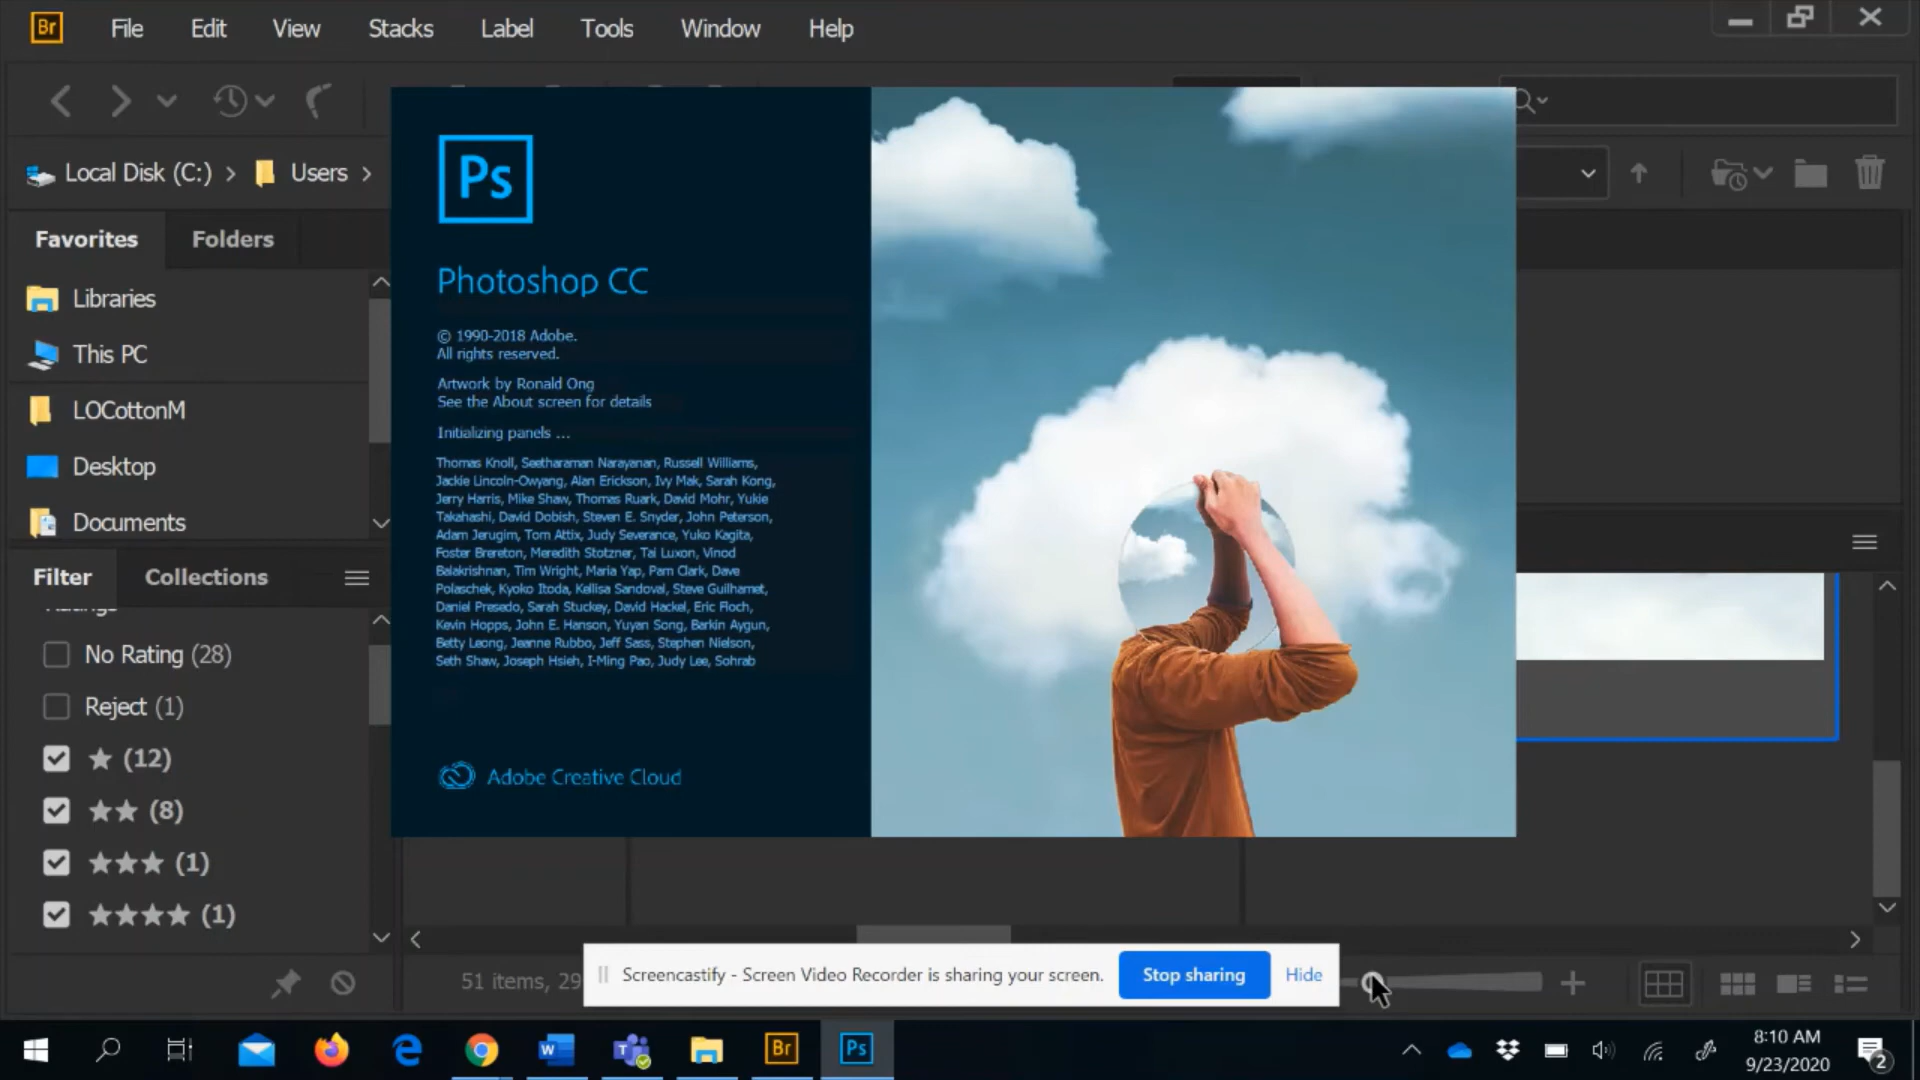 Br File Edit View Stacks Label Tools Window Help
Local Disk (C:) Users
Favorites Folders
Libraries
This PC
LOCottonM
Desktop
Documents
Filter Collections
Ratings
No Rating (28)
Reject (1)
(12)
(8)
(1)
(1)
51 items, 29
Ps
Photoshop CC
© 1990-2018 Adobe.
All rights reserved.
Artwork by Ronald Ong
See the About screen for details
Initializing panels ...
Thomas Knoll, Seetharaman Narayanan, Russell Williams,
Jackie Lincoln-Owyang, Alan Erickson, Ivy Mak, Sarah Kong,
Jerry Harris, Mike Shaw, Thomas Ruark, David Mohr, Yukie
Takahashi, David Dobish, Steven E. Snyder, John Peterson,
Adam Jerugim, Tom Attix, Judy Severance, Yuko Kagita,
Foster Brereton, Meredith Stotzner, Tai Luxon, Vinod
Balakrishnan, Tim Wright, Maria Yap, Pam Clark, Dave
Polaschek, Kyoko Itoda, Kellisa Sandoval, Steve Guilhamet,
Daniel Presedo, Sarah Stuckey, David Hackel, Eric Floch,
Kevin Hopps, John E. Hanson, Yuyan Song, Barkin Aygun,
Betty Leong, Jeanne Rubbo, Jeff Sass, Stephen Nielson,
Seth Shaw, Joseph Hsieh, I-Ming Pao, Judy Lee, Sohrab
Adobe Creative Cloud
Screencastify - Screen Video Recorder is sharing your screen. Stop sharing Hide
W T Br Ps
8:10 AM
9/23/2020
2